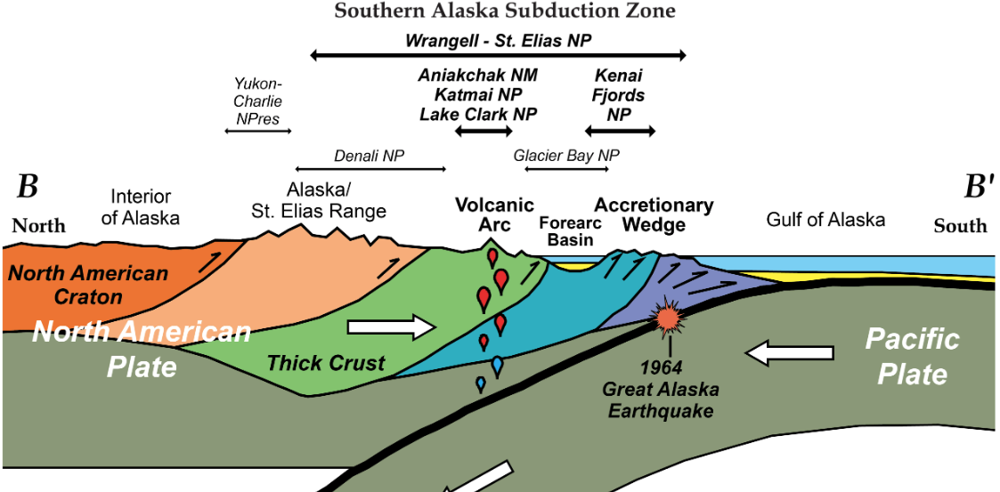 Southern Alaska Subduction Zone
Wrangell - St. Elias NP
Yukon-
Charlie
NPres
Aniakchak NM
Katmai NP
Lake Clark NP
Kenai
Fjords
NP
Denali NP
Glacier Bay NP
B
North
Interior
of Alaska
Alaska/
St. Elias Range
Volcanic
Arc
Forearc
Basin
Accretionary
Wedge
Gulf of Alaska
B'
South
North American
Craton
North American
Plate
Thick Crust
1964
Great Alaska
Earthquake
Pacific
Plate